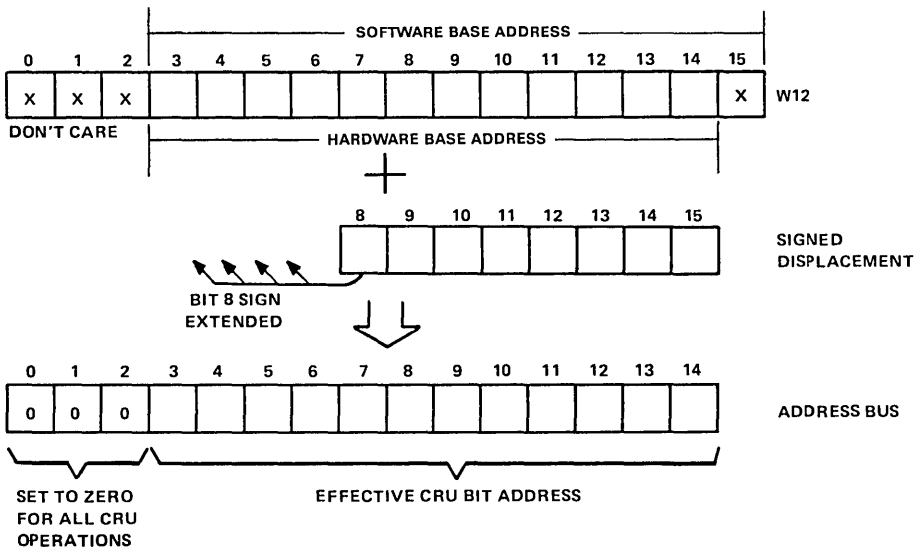 SOFTWARE BASE ADDRESS
0 1 2 3 4 5 6 7 8 9 10 11 12 13 14 15
X X X X W12
DON'T CARE
HARDWARE BASE ADDRESS
+
8 9 10 11 12 13 14 15
SIGNED
DISPLACEMENT
BIT 8 SIGN
EXTENDED
0 1 2 3 4 5 6 7 8 9 10 11 12 13 14
0 0 0 ADDRESS BUS
SET TO ZERO
FOR ALL CRU
OPERATIONS
EFFECTIVE CRU BIT ADDRESS